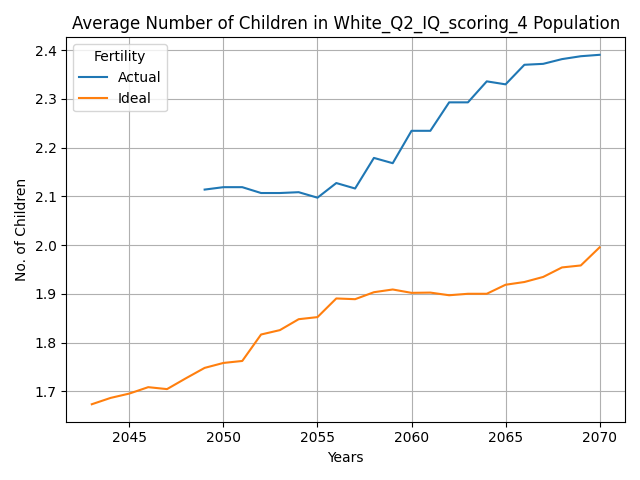 Average Number of Children in White_Q2_IQ_scoring_4 Population
Fertility
Actual
Ideal
No. of Children
2.4
2.3
2.2
2.1
2.0
1.9
1.8
1.7
2045 2050 2055 2060 2065 2070
Years